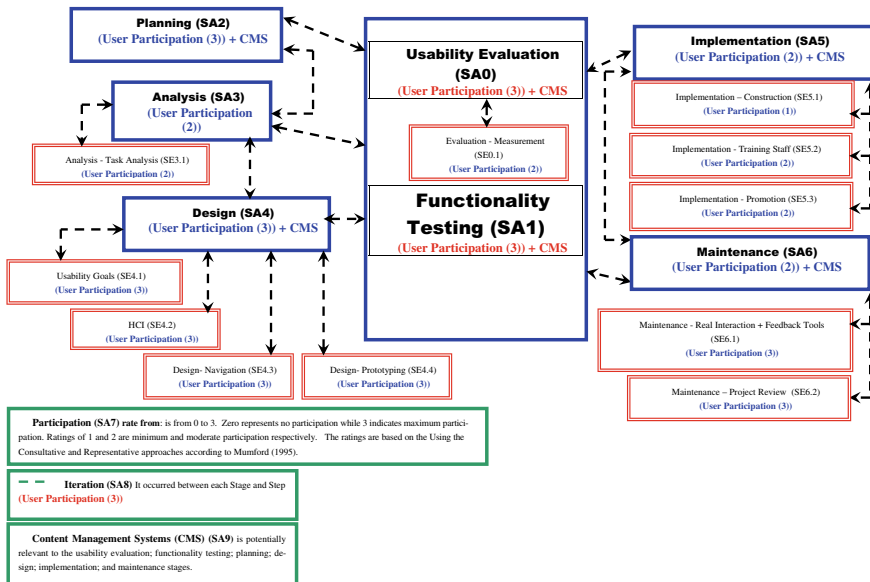 Planning (SA2)
(User Participation (3)) + CMS
Analysis (SA3)
(User Participation
(2))
Analysis - Task Analysis (SE3.1)
(User Participation (2))
Design (SA4)
(User Participation (3)) + CMS
Usability Goals (SE4.1)
(User Participation (3))
HCI (SE4.2)
(User Participation (3))
Design- Navigation (SE4.3)
(User Participation (3))
Design- Prototyping (SE4.4)
(User Participation (3))
Usability Evaluation
(SA0)
(User Participation (3)) + CMS
Evaluation - Measurement
(SE0.1)
(User Participation (2))
Functionality
Testing (SA1)
(User Participation (3)) + CMS
Implementation (SA5)
(User Participation (2)) + CMS
Implementation – Construction (SE5.1)
(User Participation (1))
Implementation - Training Staff (SE5.2)
(User Participation (2))
Implementation - Promotion (SE5.3)
(User Participation (2))
Maintenance (SA6)
(User Participation (2)) + CMS
Maintenance - Real Interaction + Feedback Tools
(SE6.1)
(User Participation (3))
Maintenance – Project Review (SE6.2)
(User Participation (3))
Participation (SA7) rate from: is from 0 to 3. Zero represents no participation while 3 indicates maximum partici-
pation. Ratings of 1 and 2 are minimum and moderate participation respectively. The ratings are based on the Using the
Consultative and Representative approaches according to Mumford (1995).
Iteration (SA8) It occurred between each Stage and Step
(User Participation (3))
Content Management Systems (CMS) (SA9) is potentially
relevant to the usability evaluation; functionality testing; planning; de-
sign; implementation; and maintenance stages.